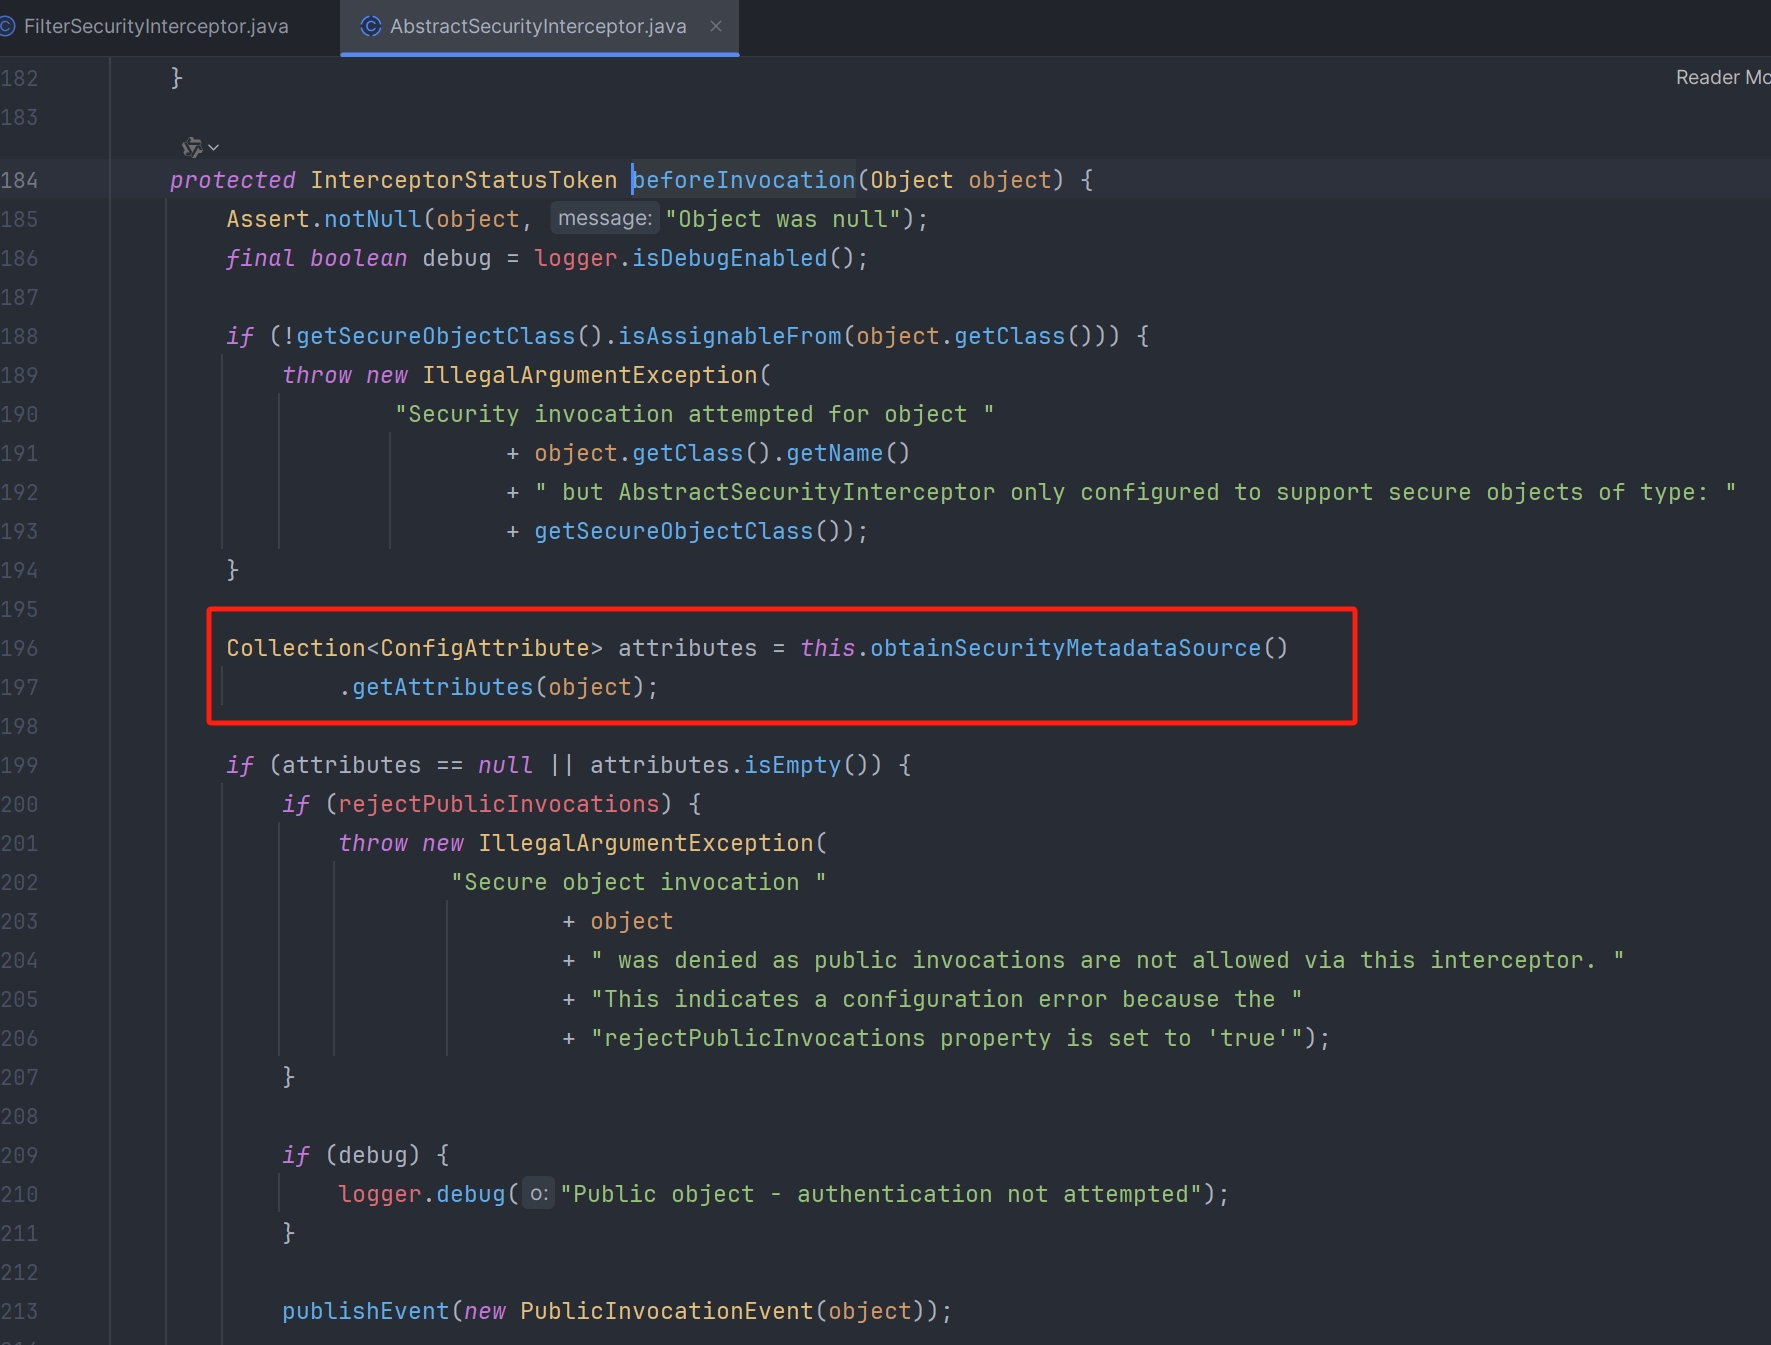 FilterSecurityInterceptor.java
AbstractSecurityInterceptor.java
Reader Mo
182 }
183
184 protected InterceptorStatusToken beforeInvocation(Object object) {
185 Assert.notNull(object, message: "Object was null");
186 final boolean debug = logger.isDebugEnabled();
187
188 if (!getSecureObjectClass().isAssignableFrom(object.getClass())) {
189 throw new IllegalArgumentException(
190 "Security invocation attempted for object "
191 + object.getClass().getName()
192 + " but AbstractSecurityInterceptor only configured to support secure objects of type: "
193 + getSecureObjectClass());
194 }
195
196 Collection<ConfigAttribute> attributes = this.obtainSecurityMetadataSource()
197 .getAttributes(object);
198
199 if (attributes == null || attributes.isEmpty()) {
200 if (rejectPublicInvocations) {
201 throw new IllegalArgumentException(
202 "Secure object invocation "
203 + object
204 + " was denied as public invocations are not allowed via this interceptor. "
205 + "This indicates a configuration error because the "
206 + "rejectPublicInvocations property is set to 'true'");
207 }
208
209 if (debug) {
210 logger.debug( o: "Public object - authentication not attempted");
211 }
212
213 publishEvent(new PublicInvocationEvent(object));